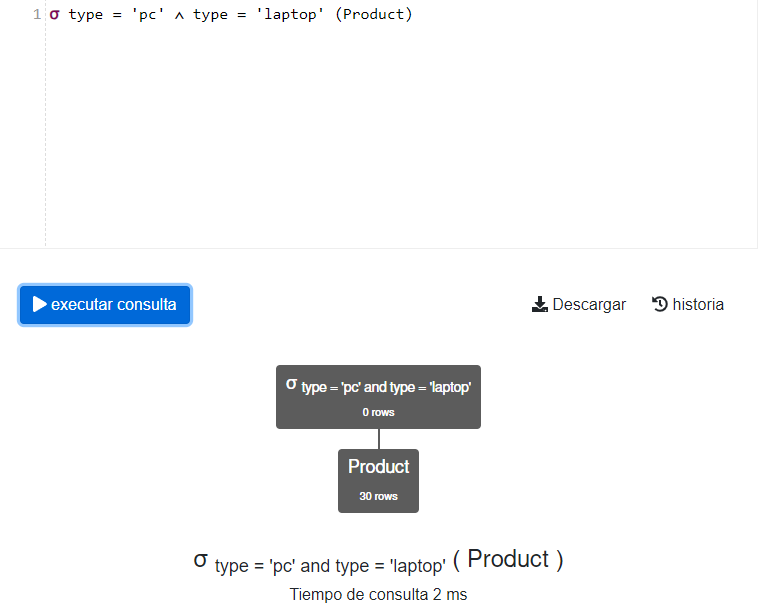 1 σ type = 'pc' ∧ type = 'laptop' (Product)
executar consulta
Descargar
historia
σ type = 'pc' and type = 'laptop'
0 rows
Product
30 rows
σ type = 'pc' and type = 'laptop' ( Product )
Tiempo de consulta 2 ms